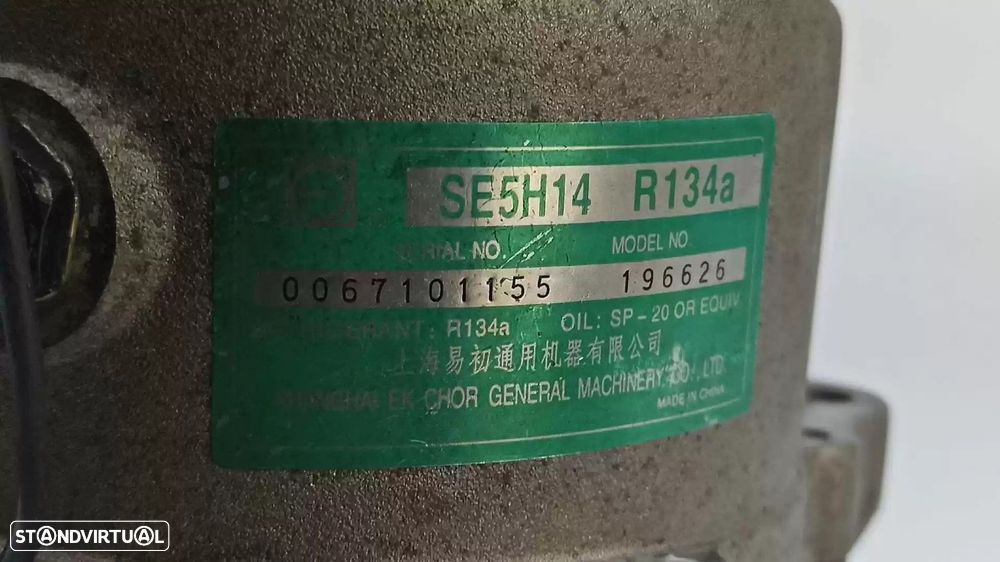 SE5H14 R134a
SERIAL NO. MODEL NO.
0067101155 196626
REFRIGERANT: R134a OIL: SP-20 OR EQUIV
上海易初通用机器有限公司
SHANGHAI EK CHOR GENERAL MACHINERY CO., LTD.
MADE IN CHINA
STANDVIRTUAL